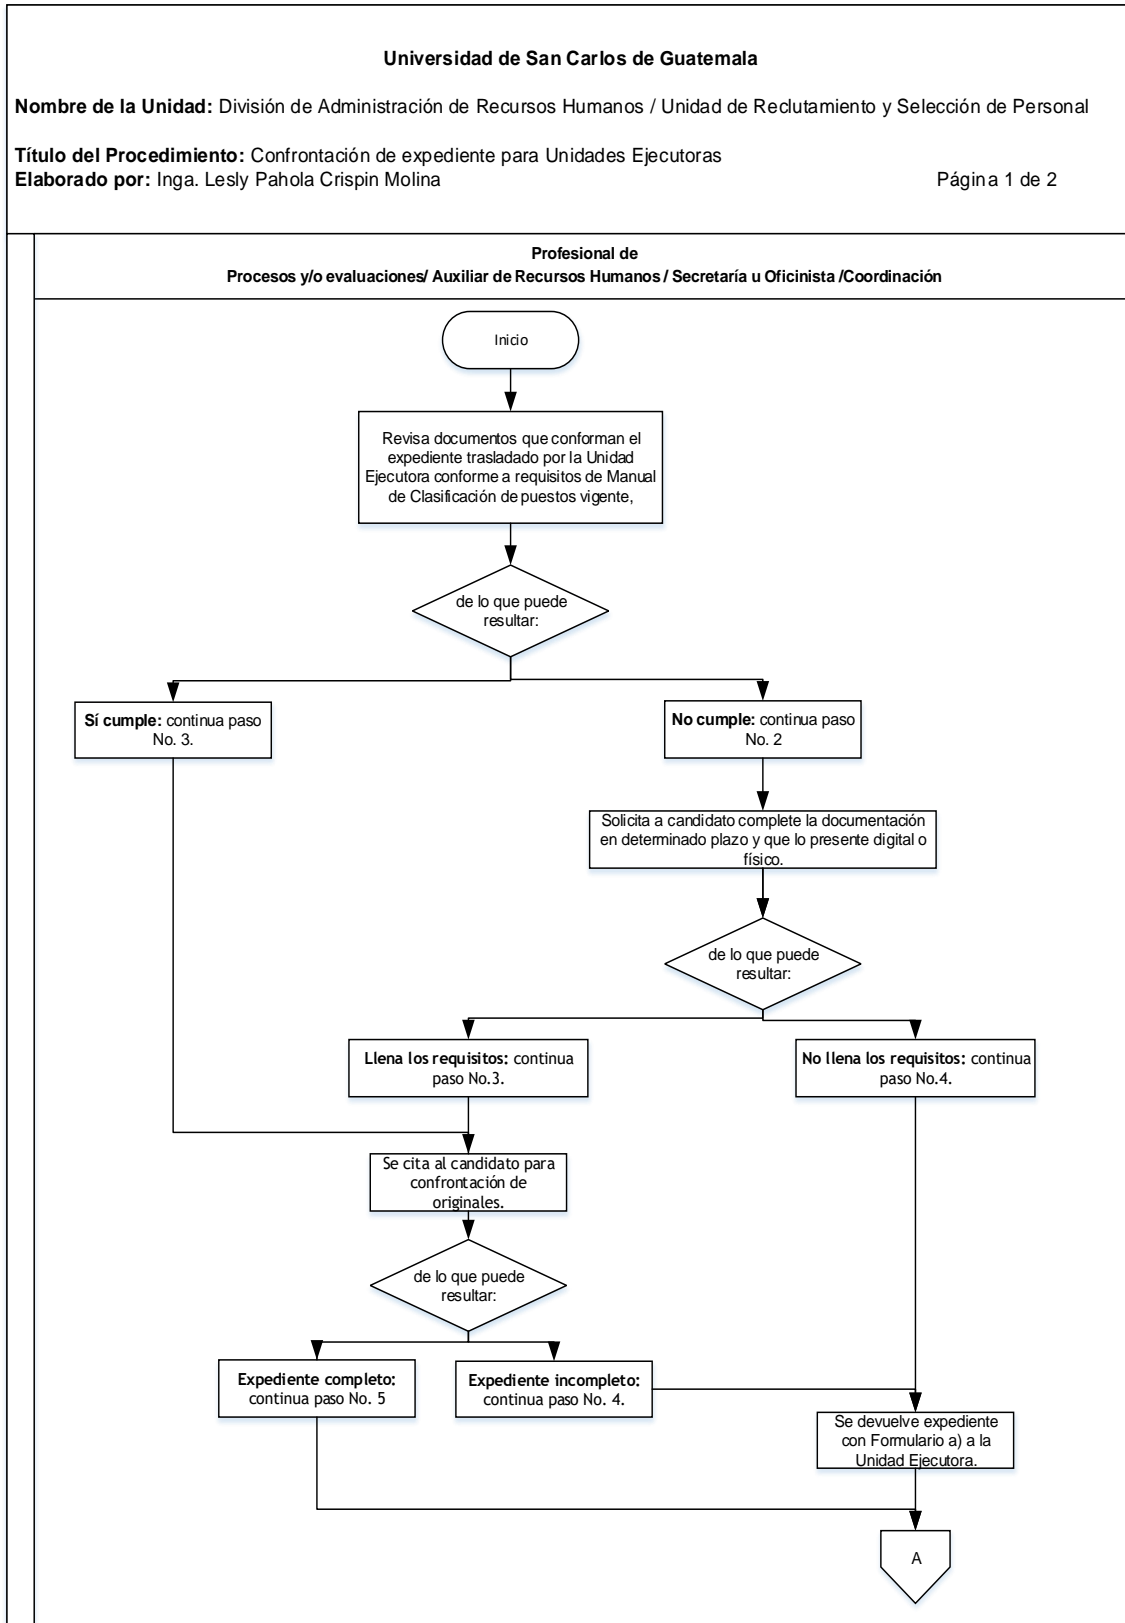 Universidad de San Carlos de Guatemala
Nombre de la Unidad: División de Administración de Recursos Humanos / Unidad de Reclutamiento y Selección de Personal
Título del Procedimiento: Confrontación de expediente para Unidades Ejecutoras
Elaborado por: Inga. Lesly Pahola Crispin Molina
Página 1 de 2
Profesional de
Procesos y/o evaluaciones/ Auxiliar de Recursos Humanos / Secretaría u Oficinista /Coordinación
Inicio
Revisa documentos que conforman el
expediente trasladado por la Unidad
Ejecutora conforme a requisitos de Manual
de Clasificación de puestos vigente,
de lo que puede
resultar:
Sí cumple: continua paso
No. 3.
No cumple: continua paso
No. 2
Solicita a candidato complete la documentación
en determinado plazo y que lo presente digital o
físico.
de lo que puede
resultar:
Llena los requisitos: continua
paso No.3.
No llena los requisitos: continua
paso No.4.
Se cita al candidato para
confrontación de
originales.
de lo que puede
resultar:
Expediente completo:
continua paso No. 5
Expediente incompleto:
continua paso No. 4.
Se devuelve expediente
con Formulario a) a la
Unidad Ejecutora.
A